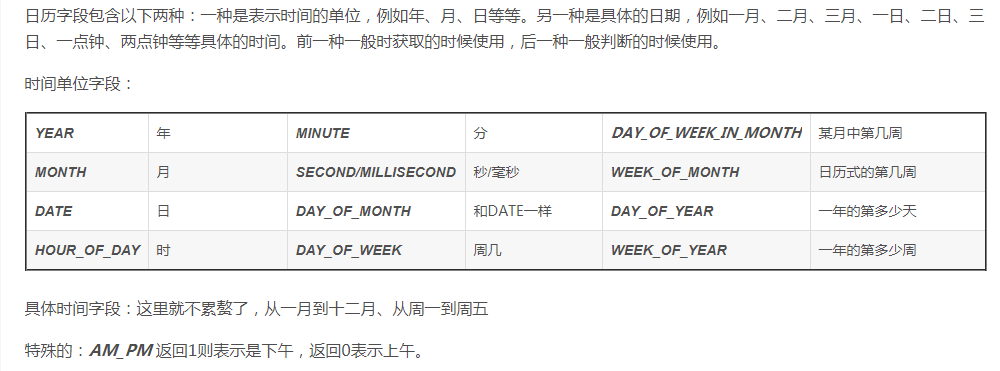 日历字段包含以下两种：一种是表示时间的单位，例如年、月、日等等。另一种是具体的日期，例如一月、二月、三月、一日、二日、三
日、一点钟、两点钟等等具体的时间。前一种一般时获取的时候使用，后一种一般判断的时候使用。
时间单位字段：
YEAR 年 MINUTE 分 DAY_OF_WEEK_IN_MONTH 某月中第几周
MONTH 月 SECOND/MILLISECOND 秒/毫秒 WEEK_OF_MONTH 日历式的第几周
DATE 日 DAY_OF_MONTH 和DATE一样 DAY_OF_YEAR 一年的第多少天
HOUR_OF_DAY 时 DAY_OF_WEEK 周几 WEEK_OF_YEAR 一年的第多少周
具体时间字段：这里就不累鳌了，从一月到十二月、从周一到周五
特殊的：AM_PM 返回1则表示是下午，返回0表示上午。